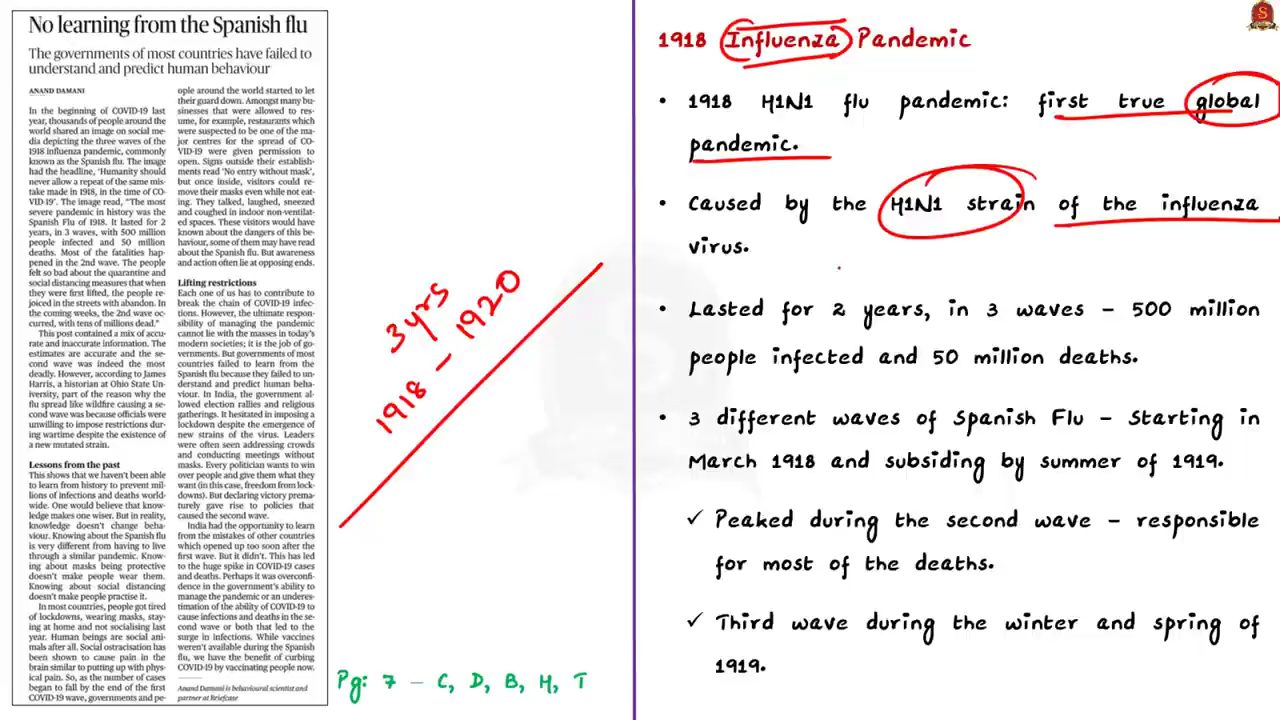 No learning from the Spanish flu
The governments of most countries have failed to
understand and predict human behaviour
ANAND DAMANI
In the beginning of COVID-19 last
year, thousands of people around the
world shared an image on social me-
dia depicting the three waves of the
1918 influenza pandemic, commonly
known as the Spanish flu. The image
had the headline, ‘Humanity should
never allow a repeat of the same mis-
take made in 1918, in the time of CO-
VID-19’. The image read, “The most
severe pandemic in history was the
Spanish Flu of 1918. It lasted for 2
years, in 3 waves, with 500 million
people infected and 50 million
deaths. Most of the fatalities hap-
pened in the 2nd wave. The people
felt so bad about the quarantine and
social distancing measures that when
they were first lifted, the people re-
joiced in the streets with abandon. In
the coming weeks, the 2nd wave oc-
curred, with tens of millions dead.”
This post contained a mix of accu-
rate and inaccurate information. The
estimates are accurate and the se-
cond wave was indeed the most
deadly. However, according to James
Harris, a historian at Ohio State Un-
iversity, part of the reason why the
flu spread like wildfire causing a se-
cond wave was because officials were
unwilling to impose restrictions dur-
ing wartime despite the existence of
a new mutated strain.
Lessons from the past
This shows that we haven't been able
to learn from history to prevent mil-
lions of infections and deaths world-
wide. One would believe that know-
ledge makes one wiser. But in reality,
knowledge doesn't change beha-
viour. Knowing about the Spanish flu
is very different from having to live
through a similar pandemic. Know-
ing about masks being protective
doesn't make people wear them.
Knowing about social distancing
doesn't make people practise it.
In most countries, people got tired
of lockdowns, wearing masks, stay-
ing at home and not socialising last
year. Human beings are social ani-
mals after all. Social ostracisation has
been shown to cause pain in the
brain similar to putting up with phys-
ical pain. So, as the number of cases
began to fall by the end of the first
COVID-19 wave, governments and pe-
ople around the world started to let
their guard down. Amongst many bu-
sinesses that were allowed to res-
ume, for example, restaurants which
were suspected to be one of the ma-
jor centres for the spread of CO-
VID-19 were given permission to
open. Signs outside their establish-
ments read ‘No entry without mask’,
but once inside, visitors could re-
move their masks even while not eat-
ing. They talked, laughed, sneezed
and coughed in indoor non-ventilat-
ed spaces. These visitors would have
known about the dangers of this be-
haviour, some of them may have read
about the Spanish flu. But awareness
and action often lie at opposing ends.
Lifting restrictions
Each one of us has to contribute to
break the chain of COVID-19 infec-
tions. However, the ultimate respon-
sibility of managing the pandemic
cannot lie with the masses in today's
modern societies; it is the job of go-
vernments. But governments of most
countries failed to learn from the
Spanish flu because they failed to un-
derstand and predict human beha-
viour. In India, the government al-
lowed election rallies and religious
gatherings. It hesitated in imposing a
lockdown despite the emergence of
new strains of the virus. Leaders
were often seen addressing crowds
and conducting meetings without
masks. Every politician wants to win
over people and give them what they
want (in this case, freedom from lock-
downs). But declaring victory prema-
turely gave rise to policies that
caused the second wave.
India had the opportunity to learn
from the mistakes of other countries
which opened up too soon after the
first wave. But it didn't. This has led
to the huge spike in COVID-19 cases
and deaths. Perhaps it was overconfi-
dence in the government's ability to
manage the pandemic or an underes-
timation of the ability of COVID-19 to
cause infections and deaths in the se-
cond wave or both that led to the
surge in infections. While vaccines
weren't available during the Spanish
flu, we have the benefit of curbing
COVID-19 by vaccinating people now.
Anand Damani is behavioural scientist and
partner at Briefcase
3 yrs
1918 - 1920
Pg: 7 - C, D, B, H, T
1918 Influenza Pandemic
• 1918 H1N1 flu pandemic: first true global
pandemic.
• Caused by the H1N1 strain of the influenza
virus.
• Lasted for 2 years, in 3 waves – 500 million
people infected and 50 million deaths.
• 3 different waves of Spanish Flu – Starting in
March 1918 and subsiding by summer of 1919.
✓ Peaked during the second wave – responsible
for most of the deaths.
✓ Third wave during the winter and spring of
1919.